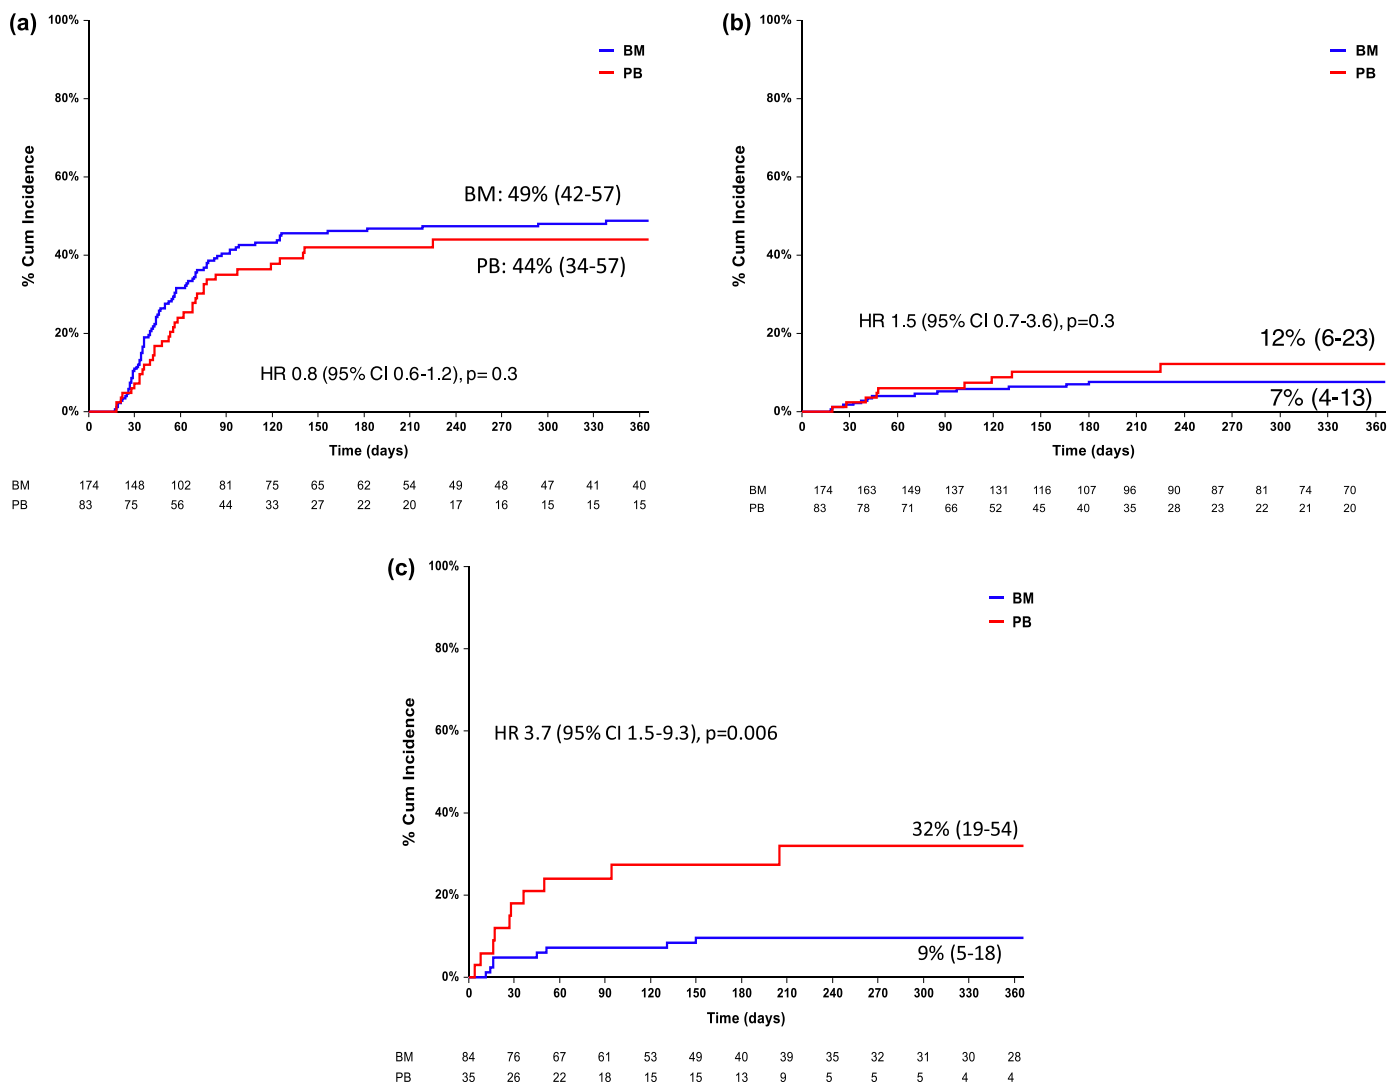 (a)
100%
80%
60%
40%
20%
0%
% Cum Incidence
BM
PB
BM: 49% (42-57)
PB: 44% (34-57)
HR 0.8 (95% CI 0.6-1.2), p= 0.3
0 30 60 90 120 150 180 210 240 270 300 330 360
Time (days)
BM 174 148 102 81 75 65 62 54 49 48 47 41 40
PB 83 75 56 44 33 27 22 20 17 16 15 15 15
(b)
100%
80%
60%
40%
20%
0%
% Cum Incidence
BM
PB
HR 1.5 (95% CI 0.7-3.6), p=0.3
12% (6-23)
7% (4-13)
0 30 60 90 120 150 180 210 240 270 300 330 360
Time (days)
BM 174 163 149 137 131 116 107 96 90 87 81 74 70
PB 83 78 71 66 52 45 40 35 28 23 22 21 20
(c)
100%
80%
60%
40%
20%
0%
% Cum Incidence
BM
PB
HR 3.7 (95% CI 1.5-9.3), p=0.006
32% (19-54)
9% (5-18)
0 30 60 90 120 150 180 210 240 270 300 330 360
Time (days)
BM 84 76 67 61 53 49 40 39 35 32 31 30 28
PB 35 26 22 18 15 15 13 9 5 5 5 4 4